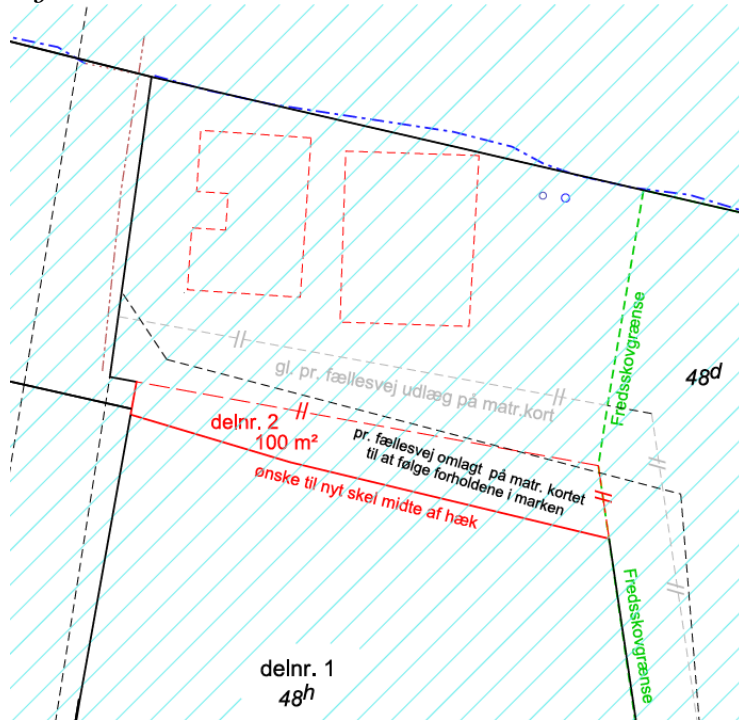 Fredsskovgrænse
gl. pr. fællesvej udlæg på matr.kort
48d
delnr. 2
100 m²
pr. fællesvej omlagt på matr. kortet
til at følge forholdene i marken
ønske til nyt skel midte af hæk
Fredsskovgrænse
delnr. 1
48h